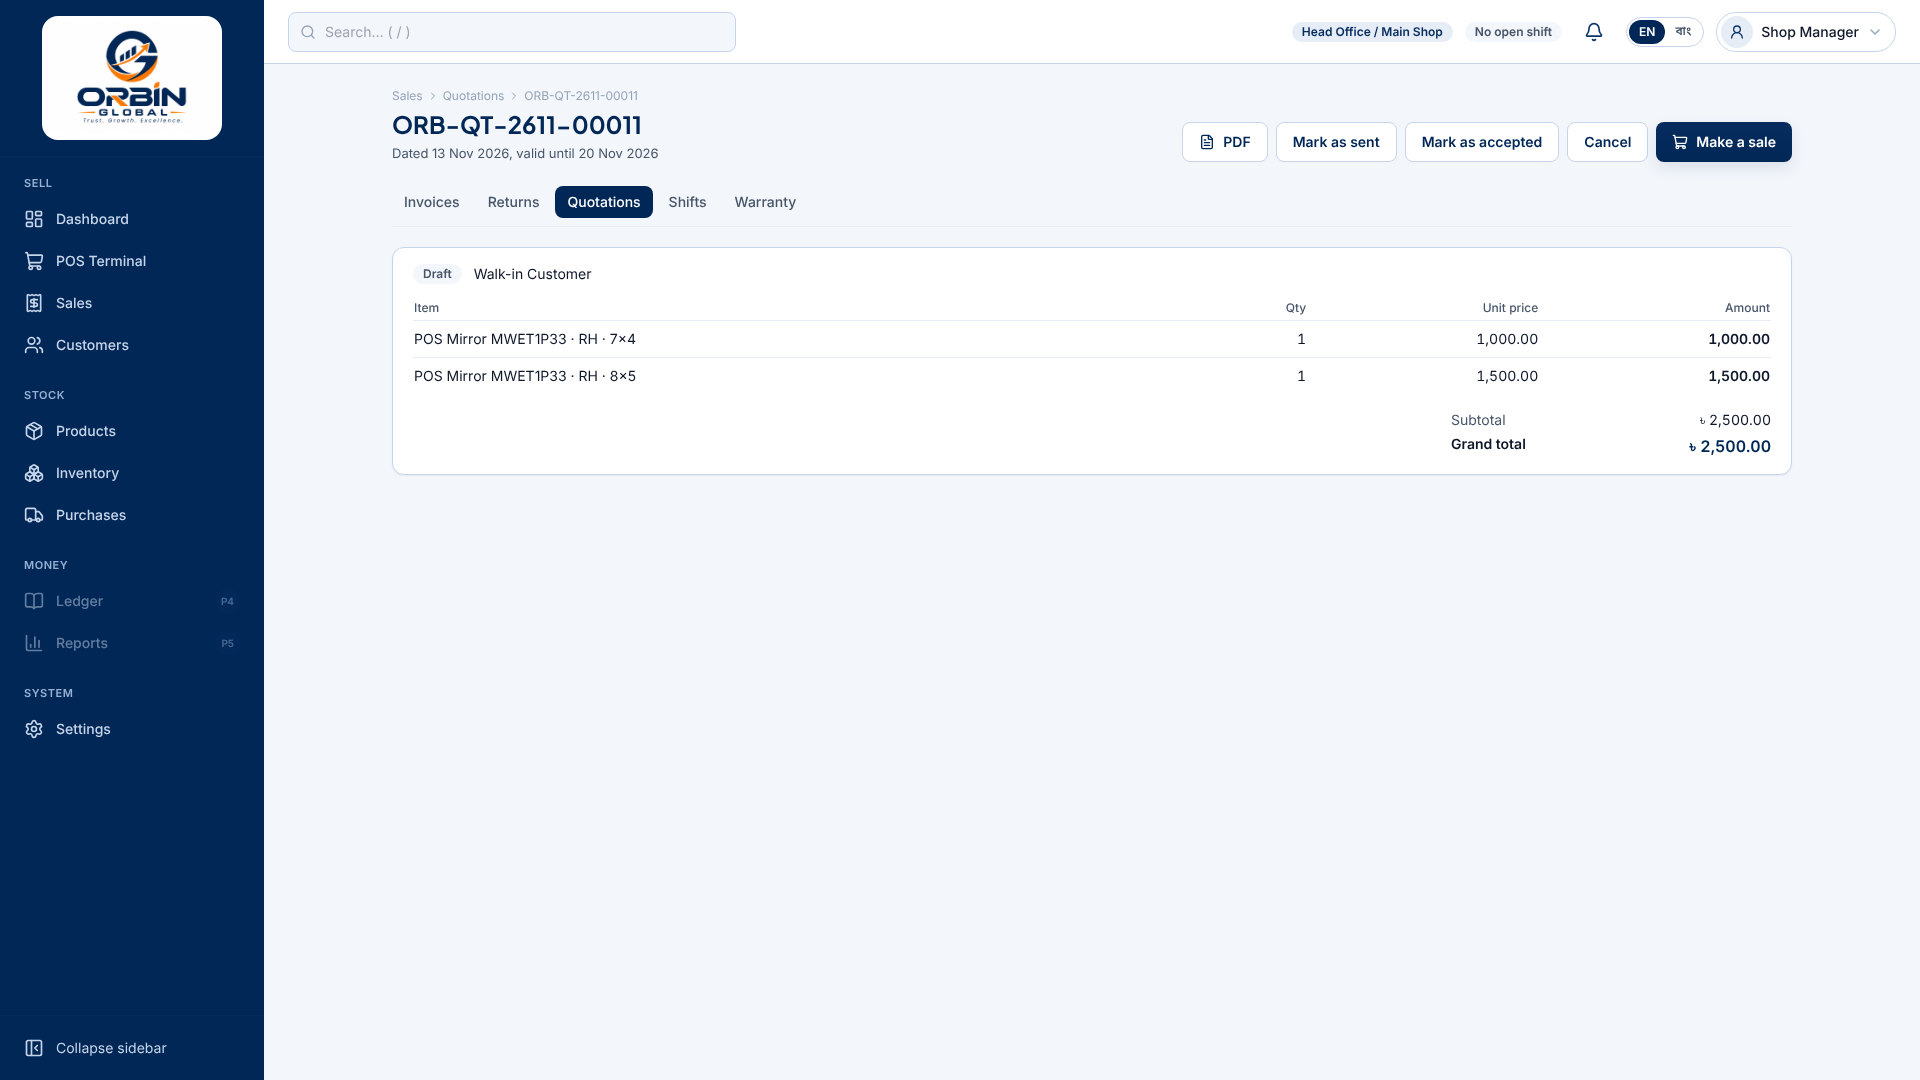 ORBIN
GLOBAL
Trust. Growth. Excellence.
SELL
Dashboard
POS Terminal
Sales
Customers
STOCK
Products
Inventory
Purchases
MONEY
Ledger P4
Reports P5
SYSTEM
Settings
Collapse sidebar
Search... ( / )
Head Office / Main Shop
No open shift
EN
বাং
Shop Manager
Sales > Quotations > ORB-QT-2611-00011
ORB-QT-2611-00011
Dated 13 Nov 2026, valid until 20 Nov 2026
PDF
Mark as sent
Mark as accepted
Cancel
Make a sale
Invoices Returns Quotations Shifts Warranty
Draft Walk-in Customer
Item Qty Unit price Amount
POS Mirror MWET1P33 · RH · 7×4 1 1,000.00 1,000.00
POS Mirror MWET1P33 · RH · 8×5 1 1,500.00 1,500.00
Subtotal ৳ 2,500.00
Grand total ৳ 2,500.00